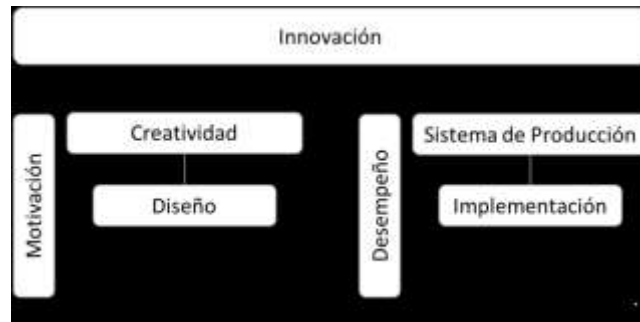 Innovación
Motivación
Creatividad
Diseño
Desempeño
Sistema de Producción
Implementación